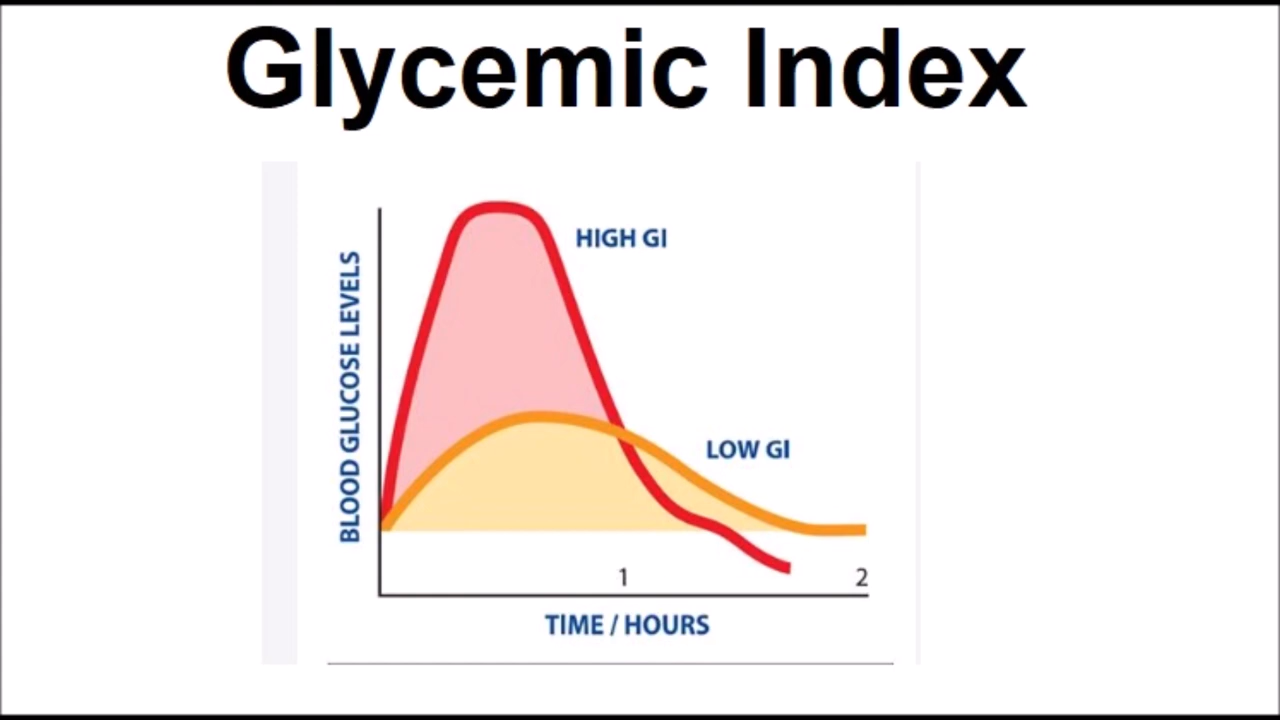 Glycemic Index
HIGH GI
BLOOD GLUCOSE LEVELS
LOW GI
1
2
TIME / HOURS